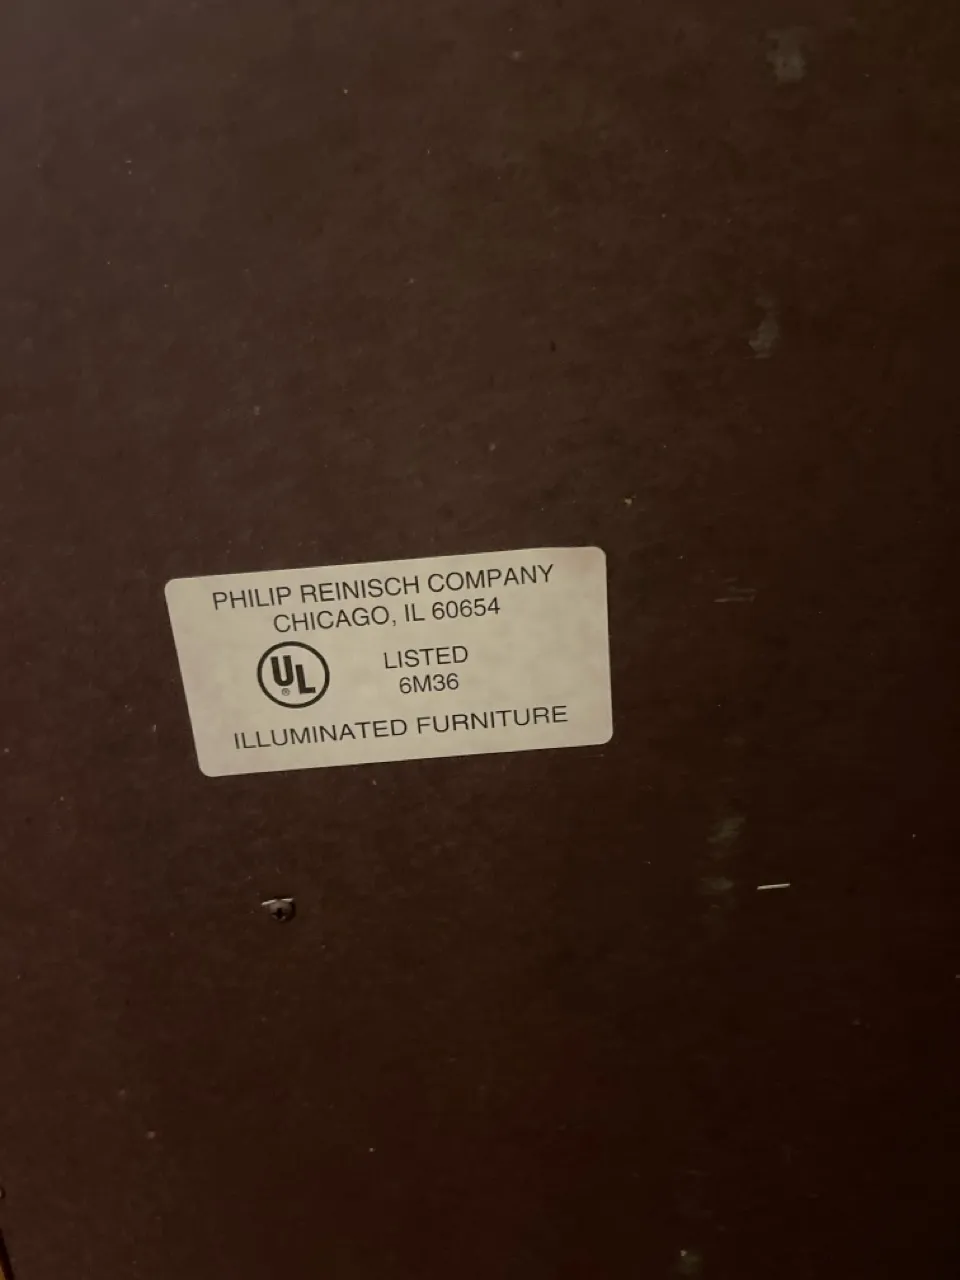 PHILIP REINISCH COMPANY
CHICAGO, IL 60654
UL ®
LISTED
6M36
ILLUMINATED FURNITURE